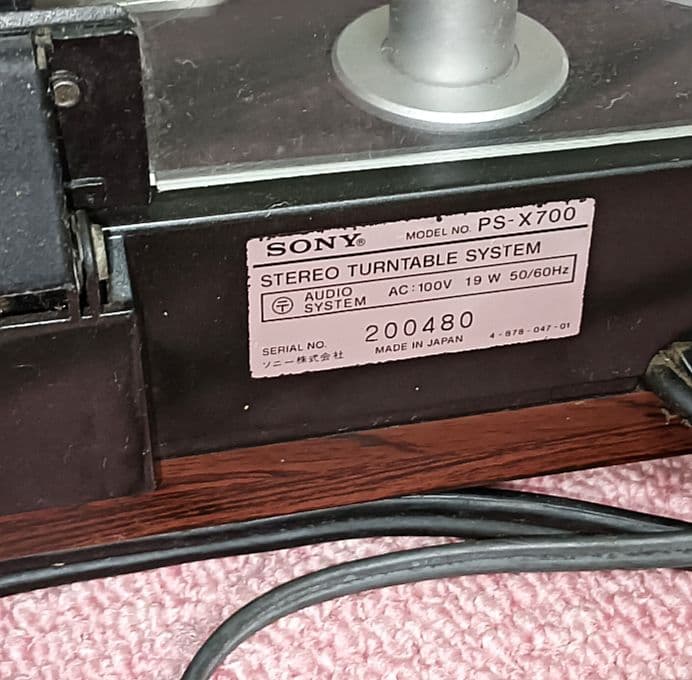 SONY® MODEL NO. PS-X700
STEREO TURNTABLE SYSTEM
〒 AUDIO SYSTEM AC:100V 19 W 50/60Hz
SERIAL NO. 200480
ソニー株式会社 MADE IN JAPAN 4-878-047-01